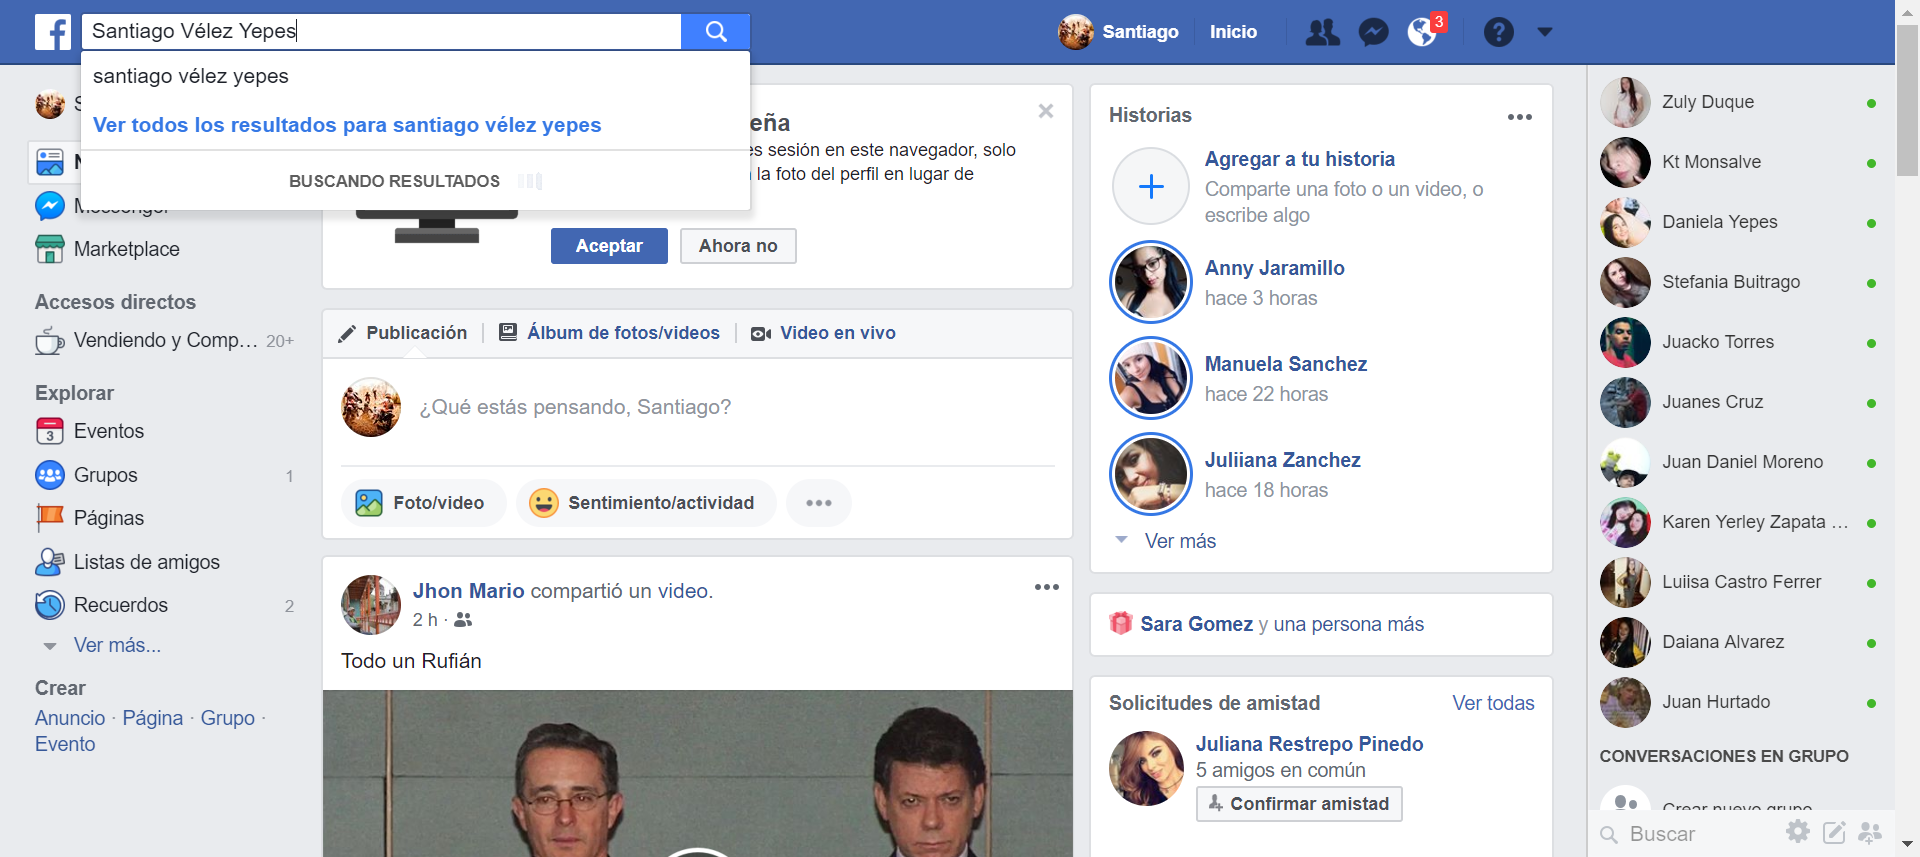 Santiago Vélez Yepes
santiago vélez yepes
Ver todos los resultados para santiago vélez yepes
BUSCANDO RESULTADOS
Santiago
Inicio
3
Messenger
Marketplace
Accesos directos
Vendiendo y Comp... 20+
Explorar
3
Eventos
Grupos 1
Páginas
Listas de amigos
Recuerdos 2
Ver más...
Crear
Anuncio · Página · Grupo ·
Evento
sesión en este navegador, solo
la foto del perfil en lugar de
Aceptar
Ahora no
Publicación
Álbum de fotos/videos
Video en vivo
¿Qué estás pensando, Santiago?
Foto/video
Sentimiento/actividad
Jhon Mario compartió un video.
2 h ·
Todo un Rufián
Historias
Agregar a tu historia
Comparte una foto o un video, o
escribe algo
Anny Jaramillo
hace 3 horas
Manuela Sanchez
hace 22 horas
Juliiana Zanchez
hace 18 horas
Ver más
Sara Gomez y una persona más
Solicitudes de amistad
Ver todas
Juliana Restrepo Pinedo
5 amigos en común
Confirmar amistad
Zuly Duque
Kt Monsalve
Daniela Yepes
Stefania Buitrago
Juacko Torres
Juanes Cruz
Juan Daniel Moreno
Karen Yerley Zapata ...
Luiisa Castro Ferrer
Daiana Alvarez
Juan Hurtado
CONVERSACIONES EN GRUPO
Crear nuevo grupo
Buscar